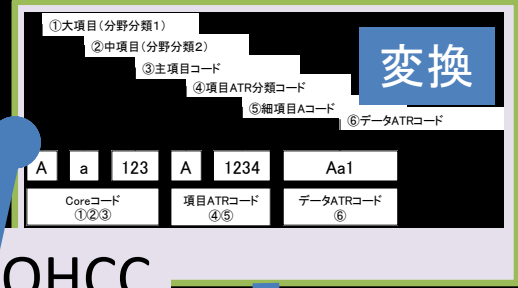 ①大項目(分野分類1)
②中項目(分野分類2)
③主項目コード
④項目ATR分類コード
⑤細項目Aコード
⑥データATRコード
変換
A a 123 A 1234 Aa1
Coreコード 項目ATRコード データATRコード
①②③ ④⑤ ⑥
OHCC